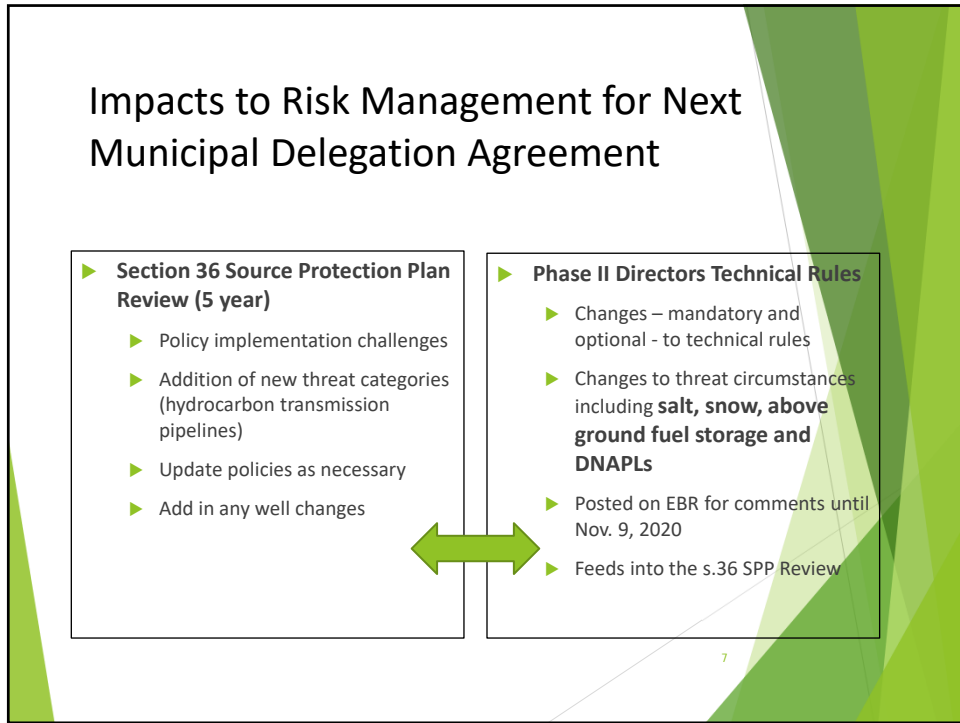 Impacts to Risk Management for Next
Municipal Delegation Agreement
Section 36 Source Protection Plan
Review (5 year)
Policy implementation challenges
Addition of new threat categories
(hydrocarbon transmission
pipelines)
Update policies as necessary
Add in any well changes
Phase II Directors Technical Rules
Changes – mandatory and
optional - to technical rules
Changes to threat circumstances
including salt, snow, above
ground fuel storage and
DNAPLs
Posted on EBR for comments until
Nov. 9, 2020
Feeds into the s.36 SPP Review
7